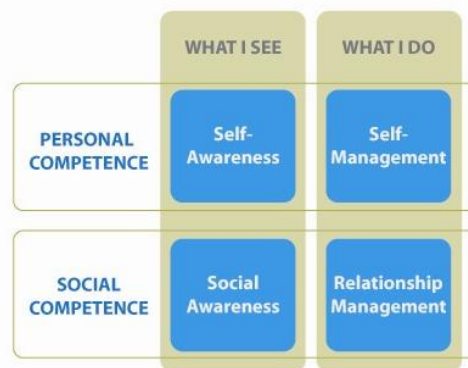 WHAT I SEE
WHAT I DO
PERSONAL
COMPETENCE
Self-
Awareness
Self-
Management
SOCIAL
COMPETENCE
Social
Awareness
Relationship
Management